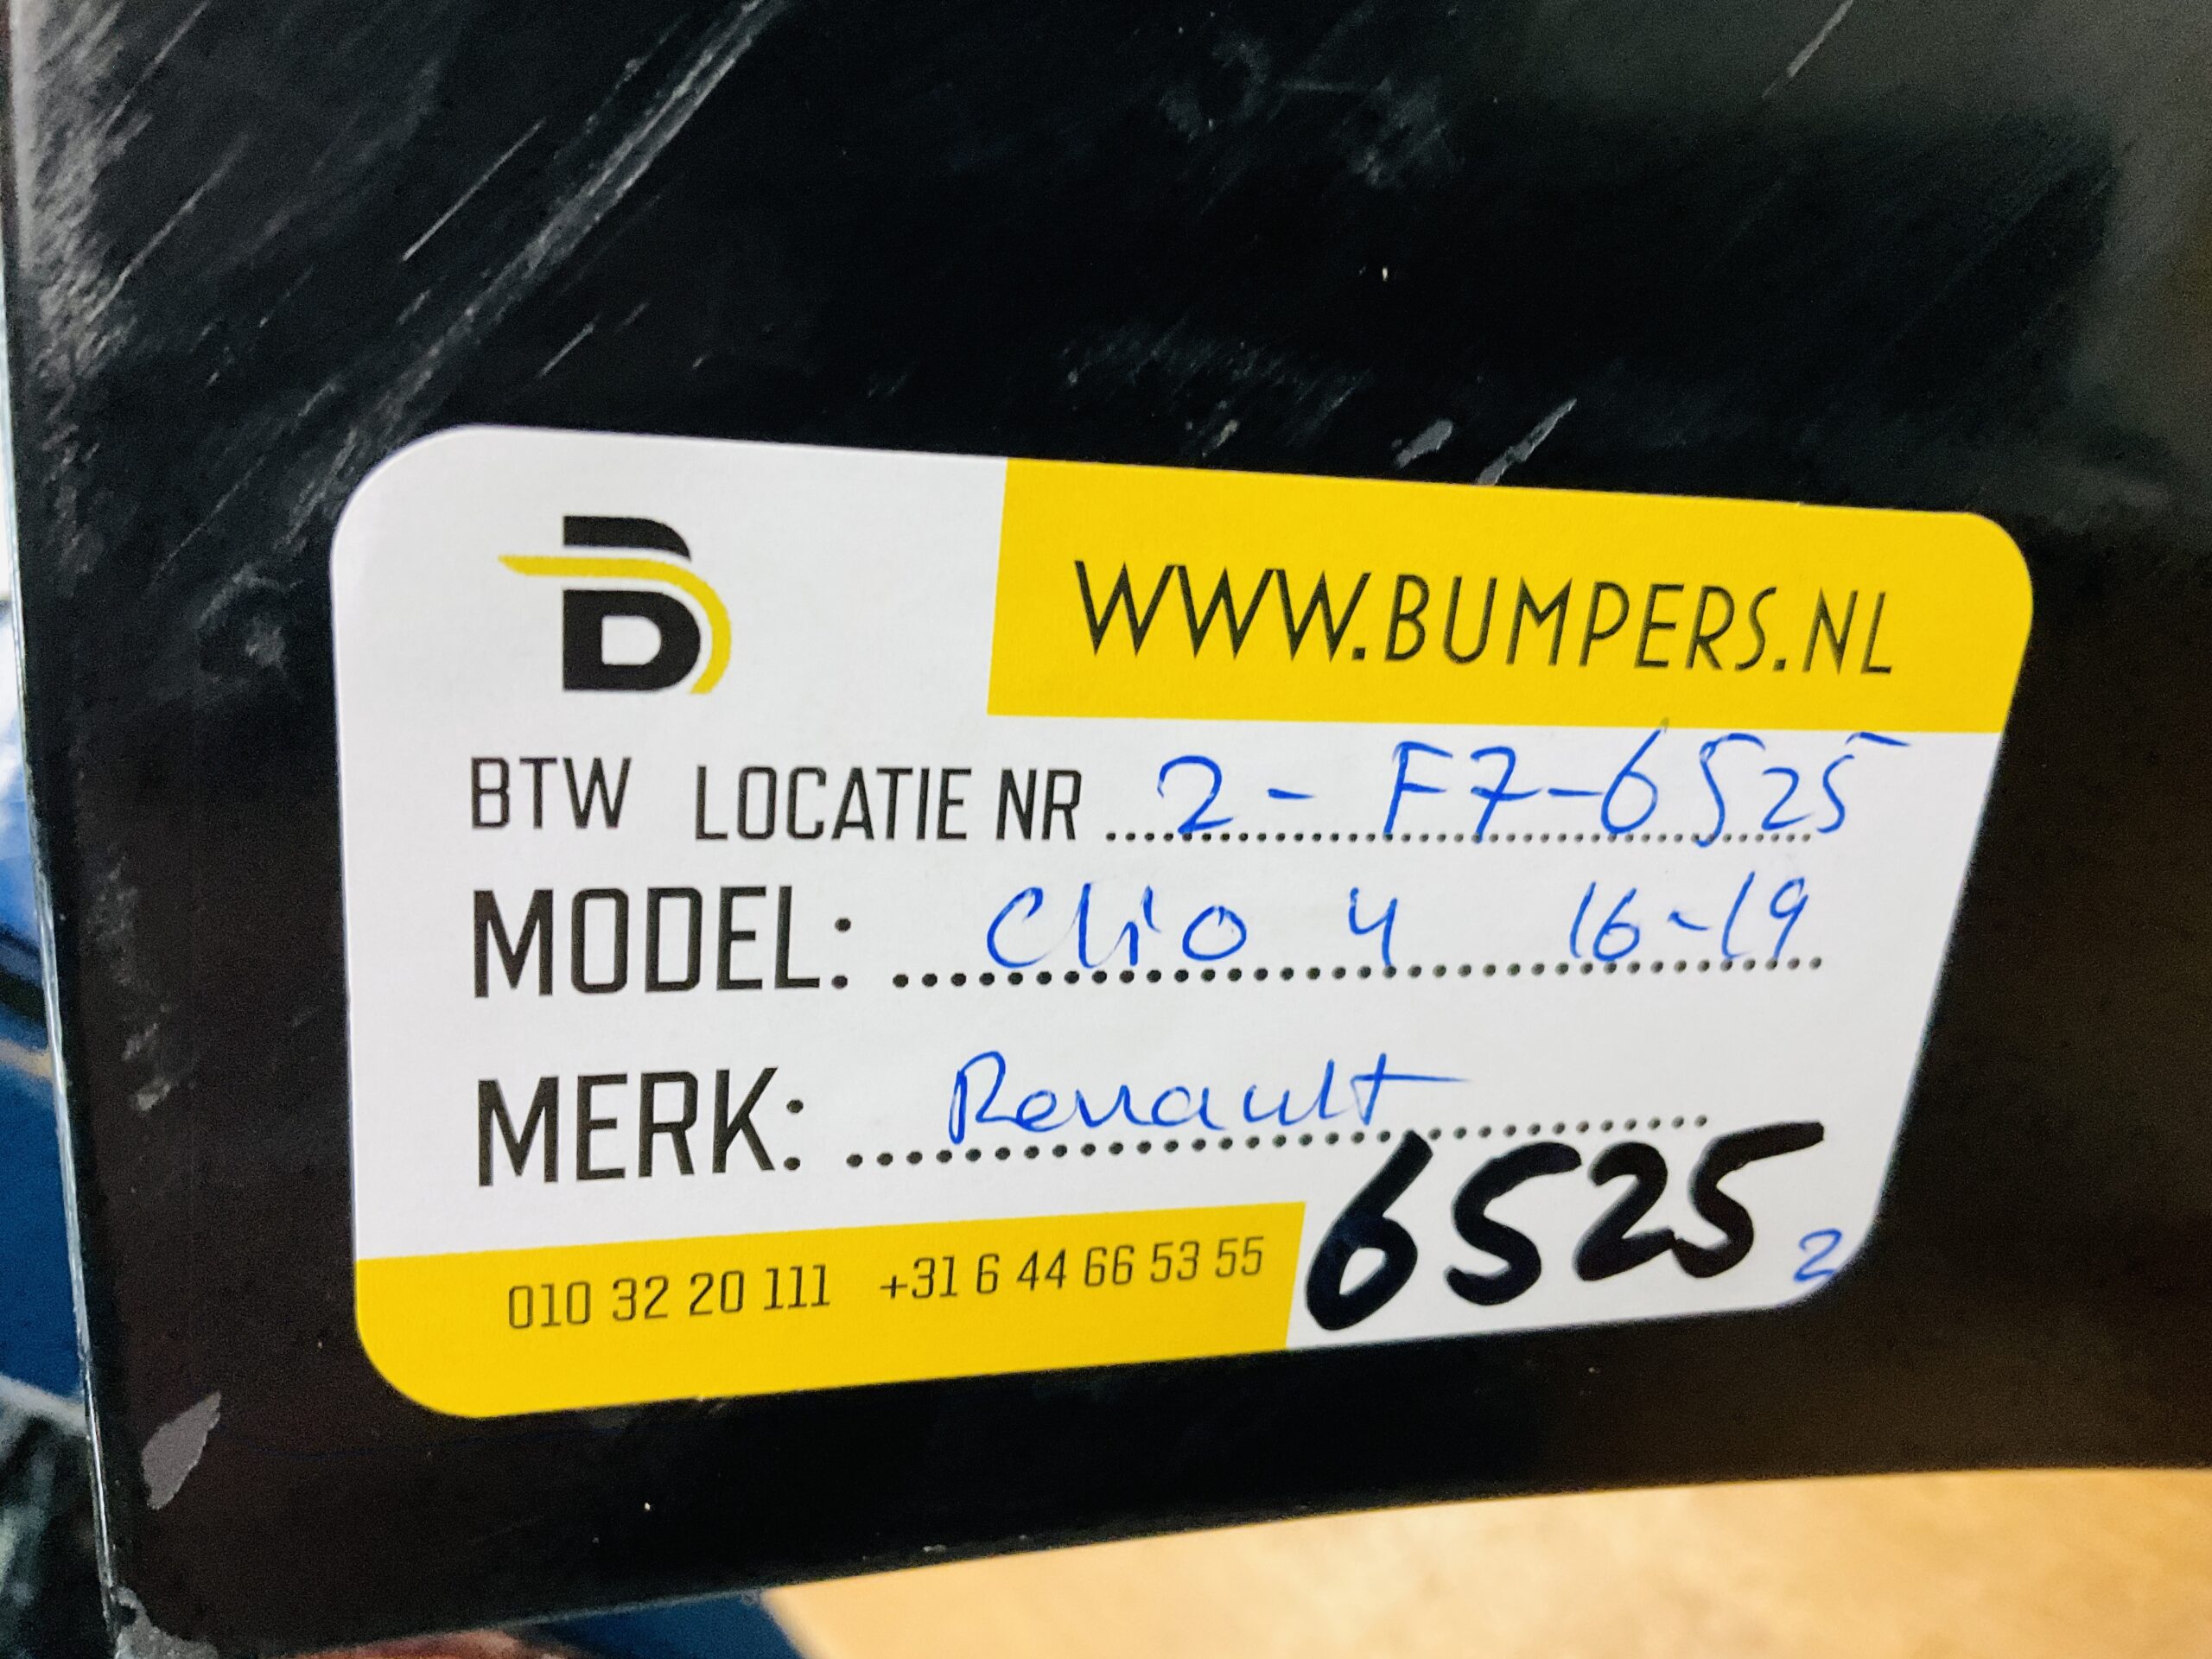 B
WWW.BUMPERS.NL
BTW LOCATIE NR 2 - F7-6525
MODEL: Clio 4 16-19
MERK: Renault
010 32 20 111 +31 6 44 66 53 55
6525
2